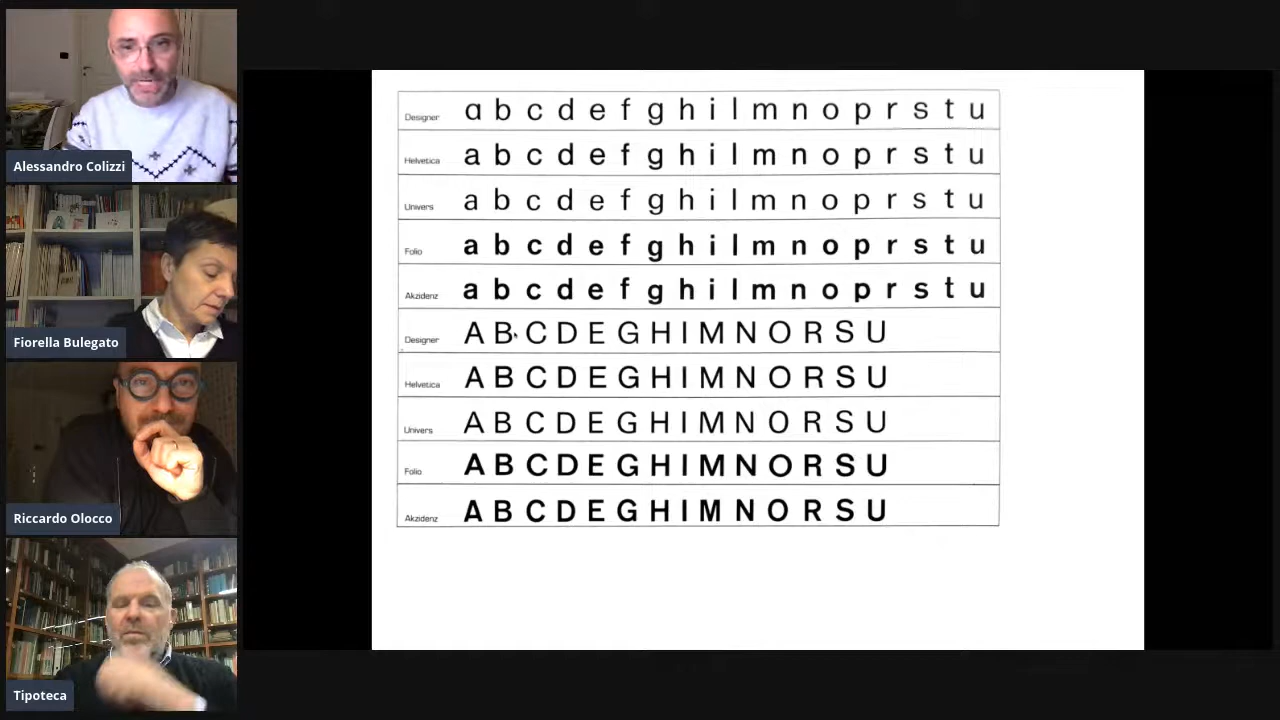 Alessandro Colizzi
Fiorella Bulegato
Riccardo Olocco
Tipoteca
Designer a b c d e f g h i l m n o p r s t u
Helvetica a b c d e f g h i l m n o p r s t u
Univers a b c d e f g h i l m n o p r s t u
Folio a b c d e f g h i l m n o p r s t u
Akzidenz a b c d e f g h i l m n o p r s t u
Designer A B C D E G H I M N O R S U
Helvetica A B C D E G H I M N O R S U
Univers A B C D E G H I M N O R S U
Folio A B C D E G H I M N O R S U
Akzidenz A B C D E G H I M N O R S U